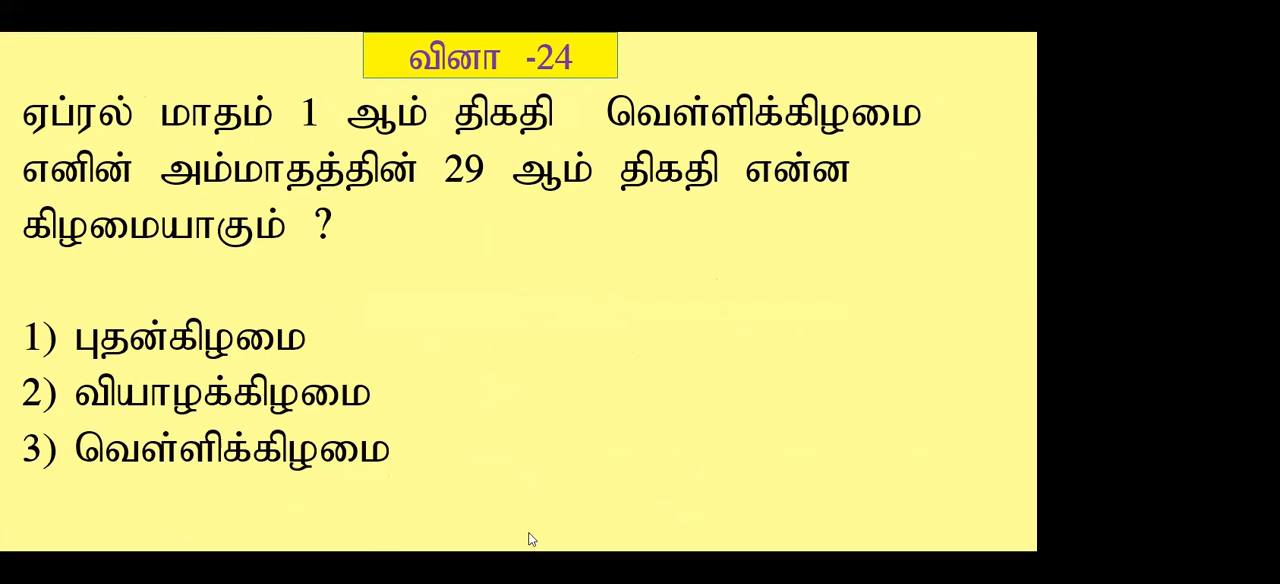 வினா -24
ஏப்ரல் மாதம் 1 ஆம் திகதி வெள்ளிக்கிழமை
எனின் அம்மாதத்தின் 29 ஆம் திகதி என்ன
கிழமையாகும் ?
1) புதன்கிழமை
2) வியாழக்கிழமை
3) வெள்ளிக்கிழமை